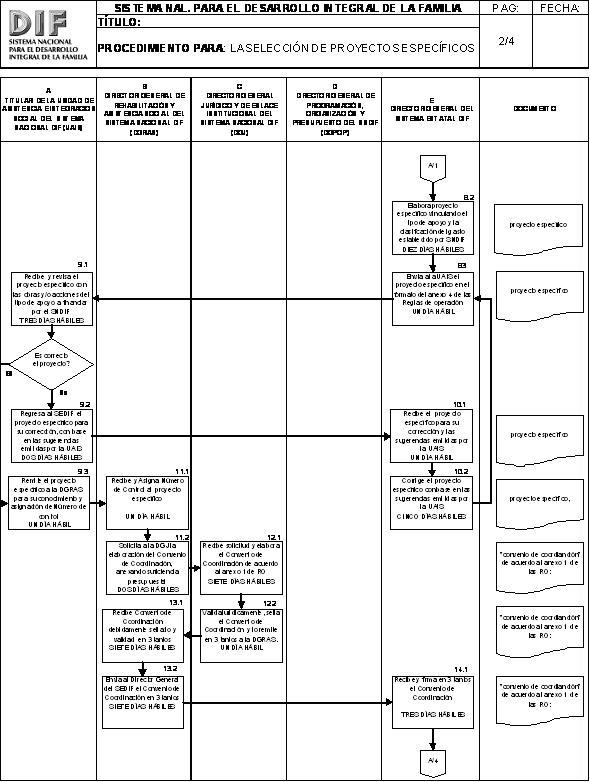 SISTEMA NAL. PARA EL DESARROLLO INTEGRAL DE LA FAMILIA
PAG:
FECHA:
DIF
SISTEMA NACIONAL
PARA EL DESARROLLO
INTEGRAL DE LA FAMILIA
TÍTULO:
PROCEDIMIENTO PARA: LA SELECCIÓN DE PROYECTOS ESPECÍFICOS
2/4
A
TITULAR DE LA UNIDAD DE
ASISTENCIA E INTEGRACION
SOCIAL DEL SISTEMA
NACIONAL DIF (UAIS)
B
DIRECTOR GENERAL DE
REHABILITACIÓN Y
ASISTENCIA SOCIAL DEL
SISTEMA NACIONAL DIF
(DGRAS)
C
DIRECTOR GENERAL
JURÍDICO Y DE ENLACE
INSTITUCIONAL DEL
SISTEMA NACIONAL DIF
(DGJ)
D
DIRECTOR GENERAL DE
PROGRAMACIÓN,
ORGANIZACIÓN Y
PRESUPUESTO DEL SNDIF
(DGPOP)
E
DIRECTOR GENERAL DEL
SISTEMA ESTATAL DIF
DOCUMENTO
A/1
8.2
Elabora proyecto
específico vinculando el
tipo de apoyo y la
clasificación del gasto
establecido por SNDIF
DIEZ DÍAS HÁBILES
proyecto específico
9.1
Recibe y revisa el
proyecto específico con
las obras y/o acciones del
tipo de apoyo a financiar
por el SNDIF
TRES DÍAS HÁBILES
8.3
Envía a la UAIS el
proyecto específico en el
formato del anexo 4 de las
Reglas de operación
UN DÍA HÁBIL
proyecto específico
Es correcto
el proyecto?
Si
No
9.2
Regresa al SEDIF el
proyecto específico para
su corrección, con base
en las sugerencias
emitidas por la UAIS
DOS DÍAS HÁBILES
10.1
Recibe el proyecto
específico para su
corrección y las
sugerencias emitidas por
la UAIS
UN DÍA HÁBIL
proyecto específico
9.3
Remite el proyecto
específico a la DGRAS
para su conocimiento y
asignación de Número de
control
UN DÍA HÁBIL
11.1
Recibe y Asigna Número
de Control al proyecto
específico
UN DÍA HÁBIL
10.2
Corrige el proyecto
específico con base en las
sugerencias emitidas por
la UAIS
CINCO DÍAS HÁBILES
proyecto específico,
11.2
Solicita a la DGJ la
elaboración del Convenio
de Coordinación,
anexando suficiencia
presupuestal
DOS DÍAS HÁBILES
12.1
Recibe solicitud y elabora
el Convenio de
Coordinación de acuerdo
al anexo 1 de RO
SIETE DÍAS HÁBILES
"convenio de coordinación"
de acuerdo al anexo 1 de
las RO:
13.1
Recibe Convenio de
Coordinación
debidamente sellado y
validad en 3 tantos
SIETE DÍAS HÁBILES
12.2
Valida jurídicamente, sella
el Convenio de
Coordinación y lo remite
en 3 tantos a la DGRAS.
UN DÍA HÁBIL
"convenio de coordinación"
de acuerdo al anexo 1 de
las RO:
13.2
Envía al Director General
del SEDIF el Convenio de
Coordinación en 3 tantos
SIETE DÍAS HÁBILES
14.1
Recibe y firma en 3 tantos
el Convenio de
Coordinación
TRES DÍAS HÁBILES
"convenio de coordinación"
de acuerdo al anexo 1 de
las RO:
A/4